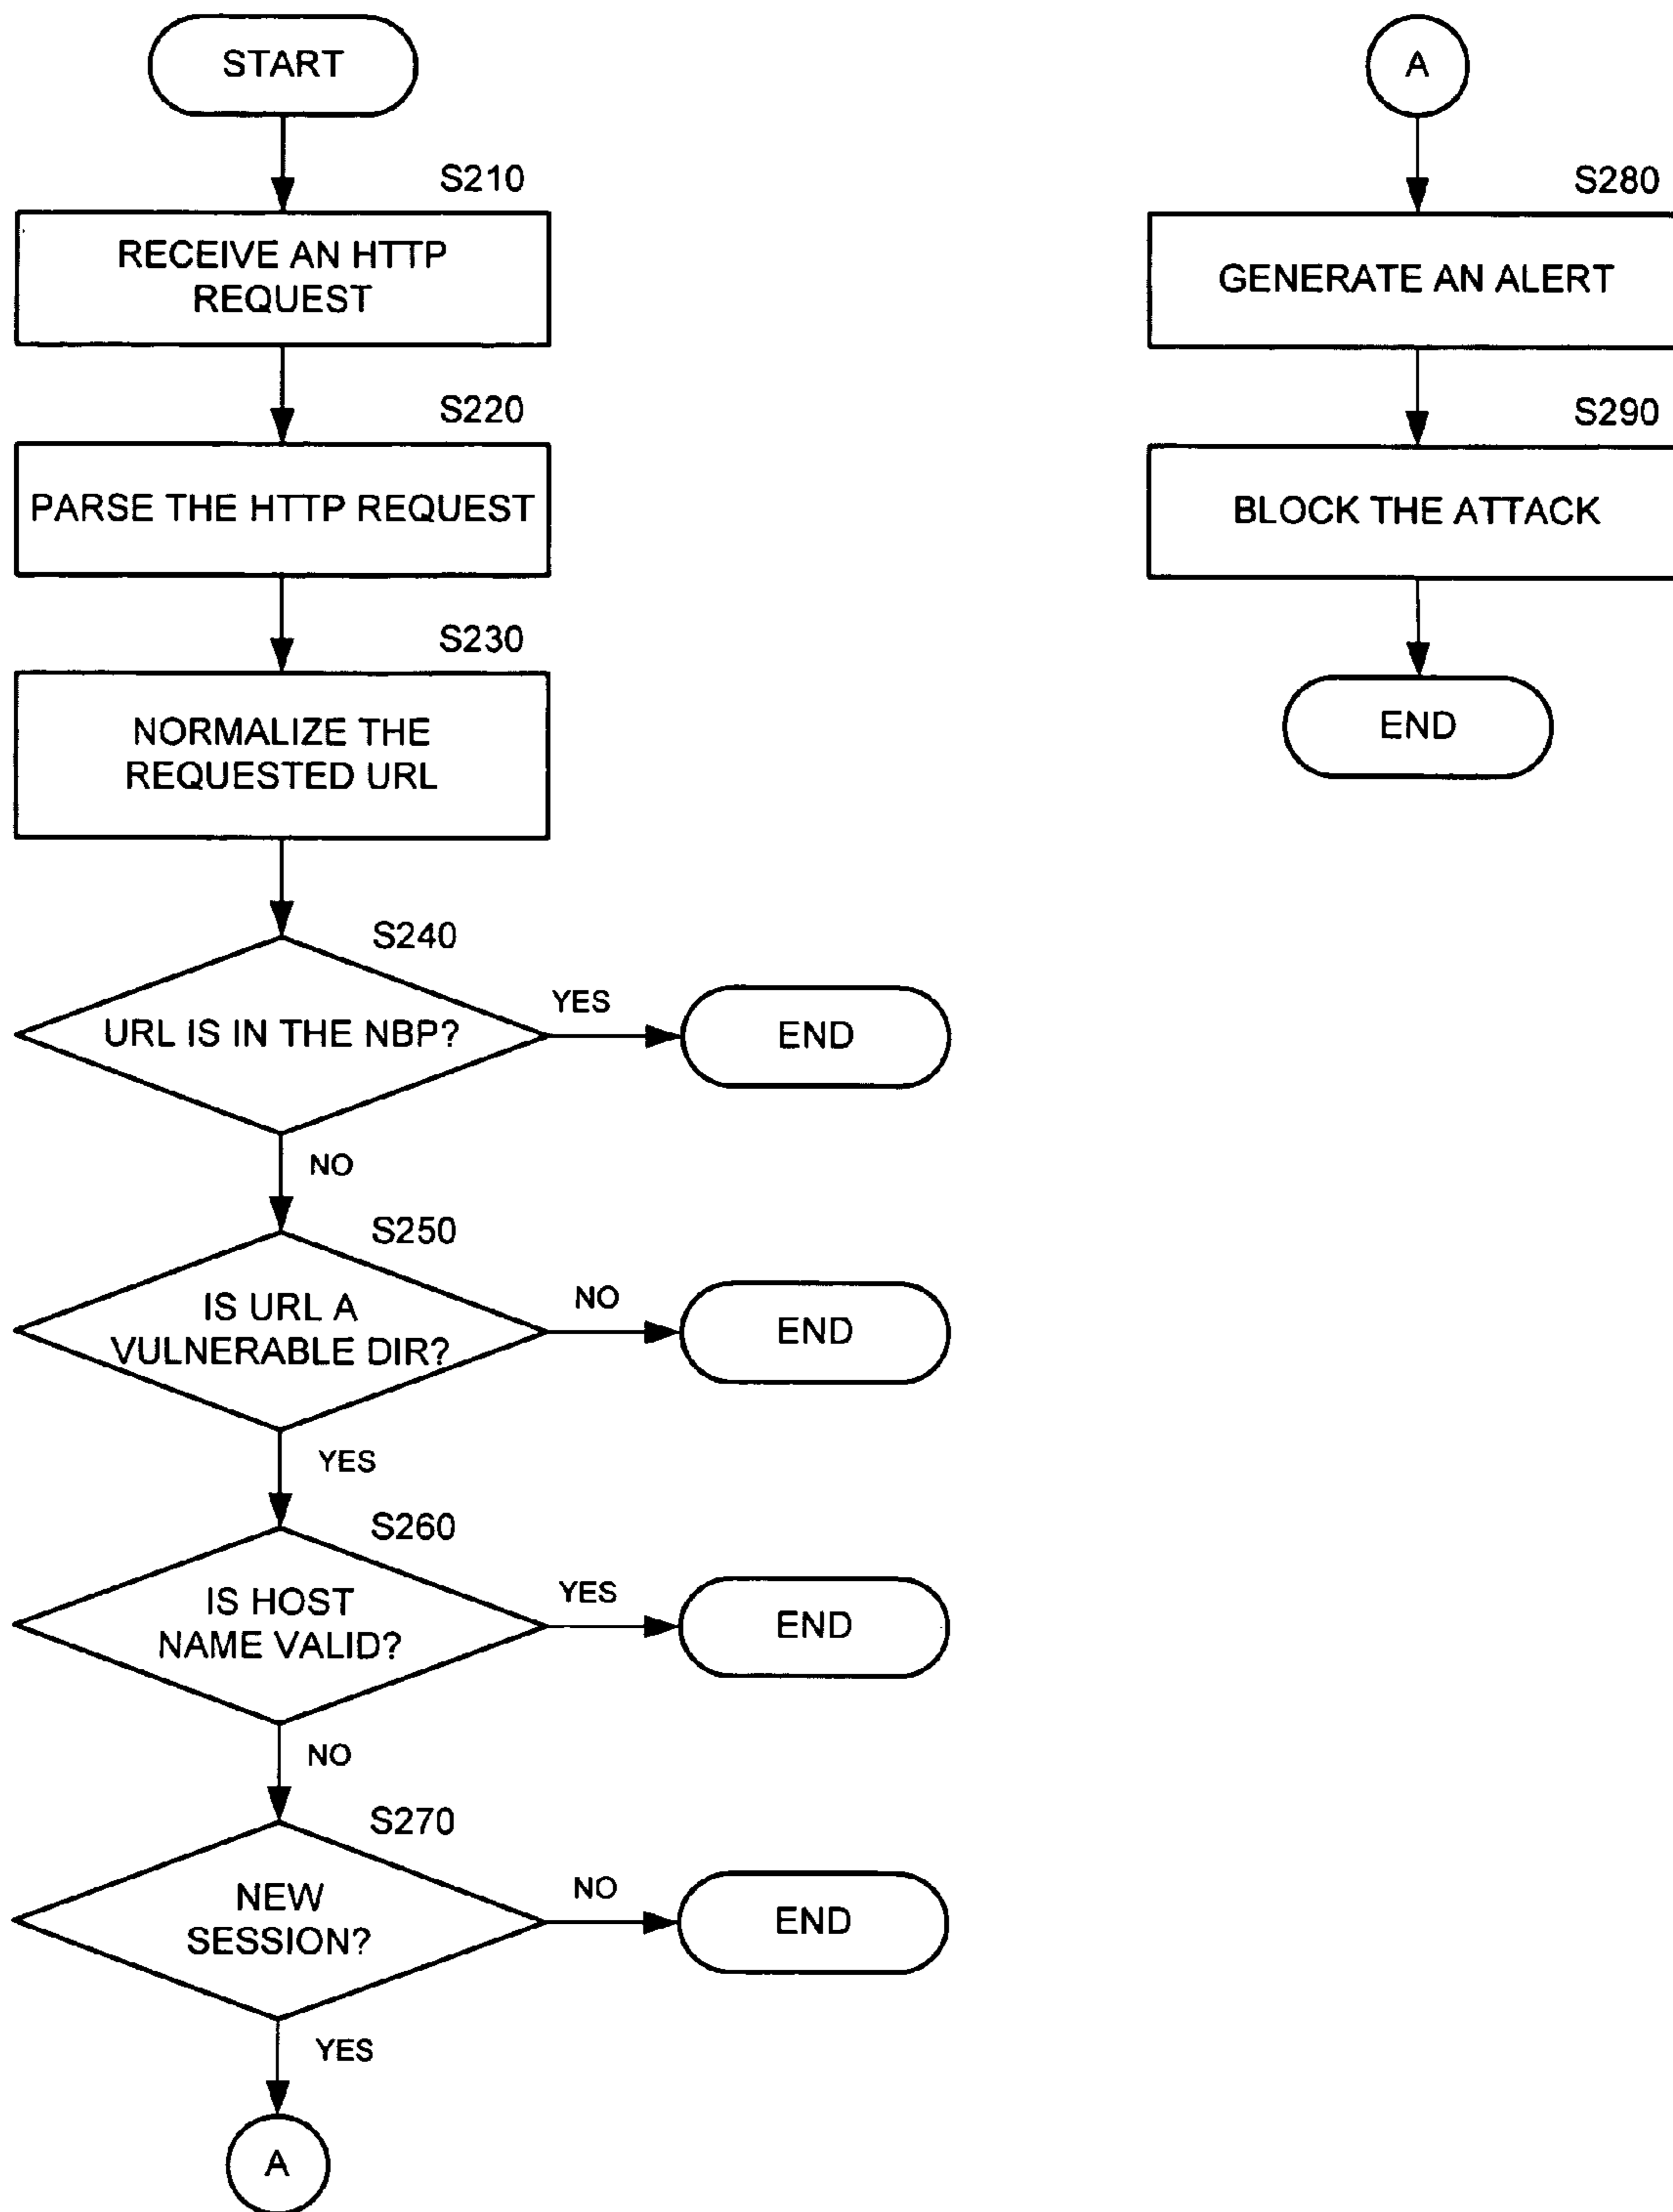 START
S210
RECEIVE AN HTTP
REQUEST
S220
PARSE THE HTTP REQUEST
S230
NORMALIZE THE
REQUESTED URL
S240
URL IS IN THE NBP?
YES
END
NO
S250
IS URL A
VULNERABLE DIR?
NO
END
YES
S260
IS HOST
NAME VALID?
YES
END
NO
S270
NEW
SESSION?
NO
END
YES
A
A
S280
GENERATE AN ALERT
S290
BLOCK THE ATTACK
END